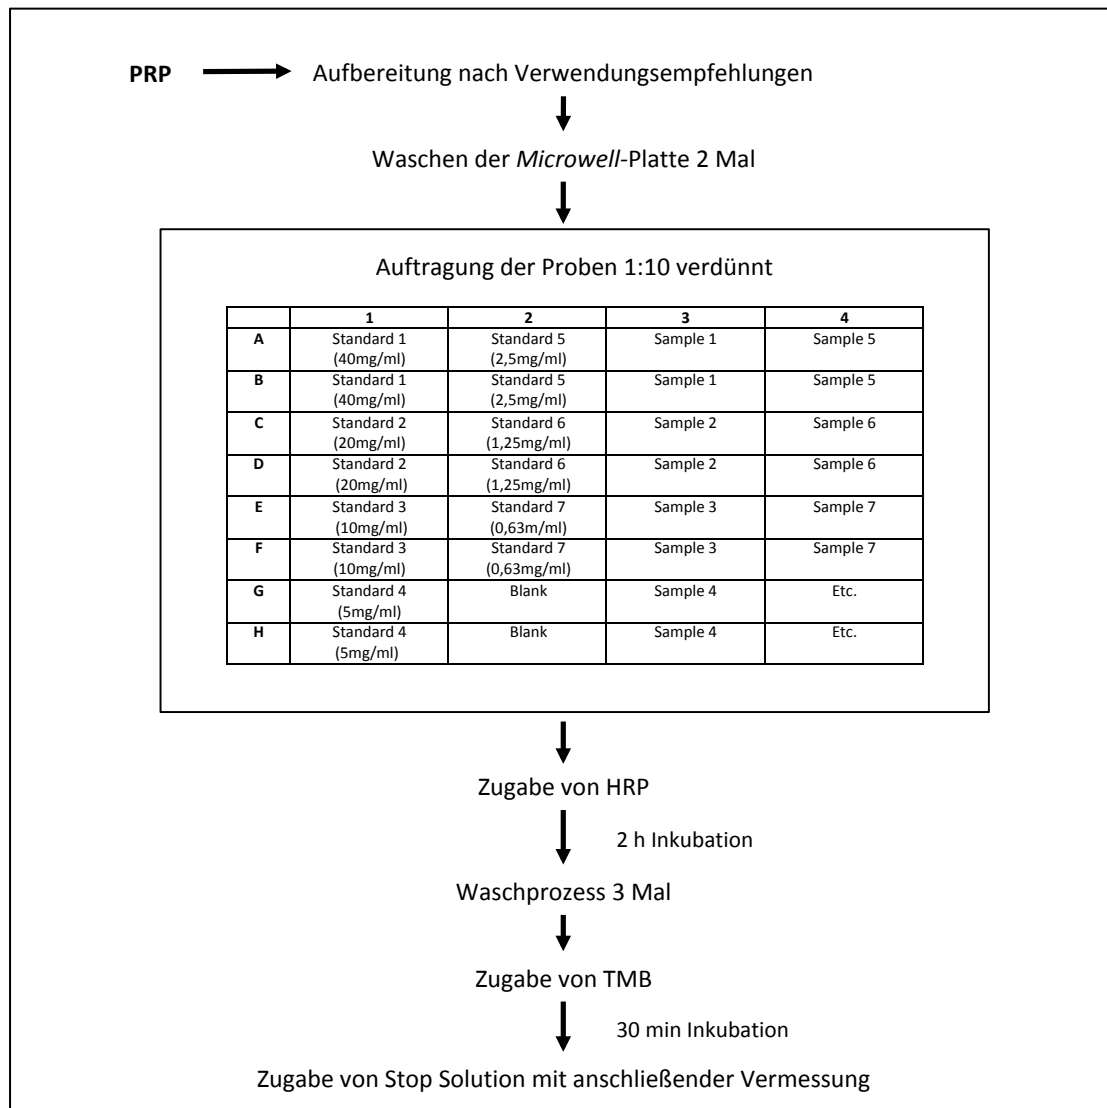 PRP Aufbereitung nach Verwendungsempfehlungen
Waschen der Microwell-Platte 2 Mal
Auftragung der Proben 1:10 verdünnt
1 2 3 4
A Standard 1 Standard 5 Sample 1 Sample 5
(40mg/ml) (2,5mg/ml)
B Standard 1 Standard 5 Sample 1 Sample 5
(40mg/ml) (2,5mg/ml)
C Standard 2 Standard 6 Sample 2 Sample 6
(20mg/ml) (1,25mg/ml)
D Standard 2 Standard 6 Sample 2 Sample 6
(20mg/ml) (1,25mg/ml)
E Standard 3 Standard 7 Sample 3 Sample 7
(10mg/ml) (0,63m/ml)
F Standard 3 Standard 7 Sample 3 Sample 7
(10mg/ml) (0,63mg/ml)
G Standard 4 Blank Sample 4 Etc.
(5mg/ml)
H Standard 4 Blank Sample 4 Etc.
(5mg/ml)
Zugabe von HRP
2 h Inkubation
Waschprozess 3 Mal
Zugabe von TMB
30 min Inkubation
Zugabe von Stop Solution mit anschließender Vermessung